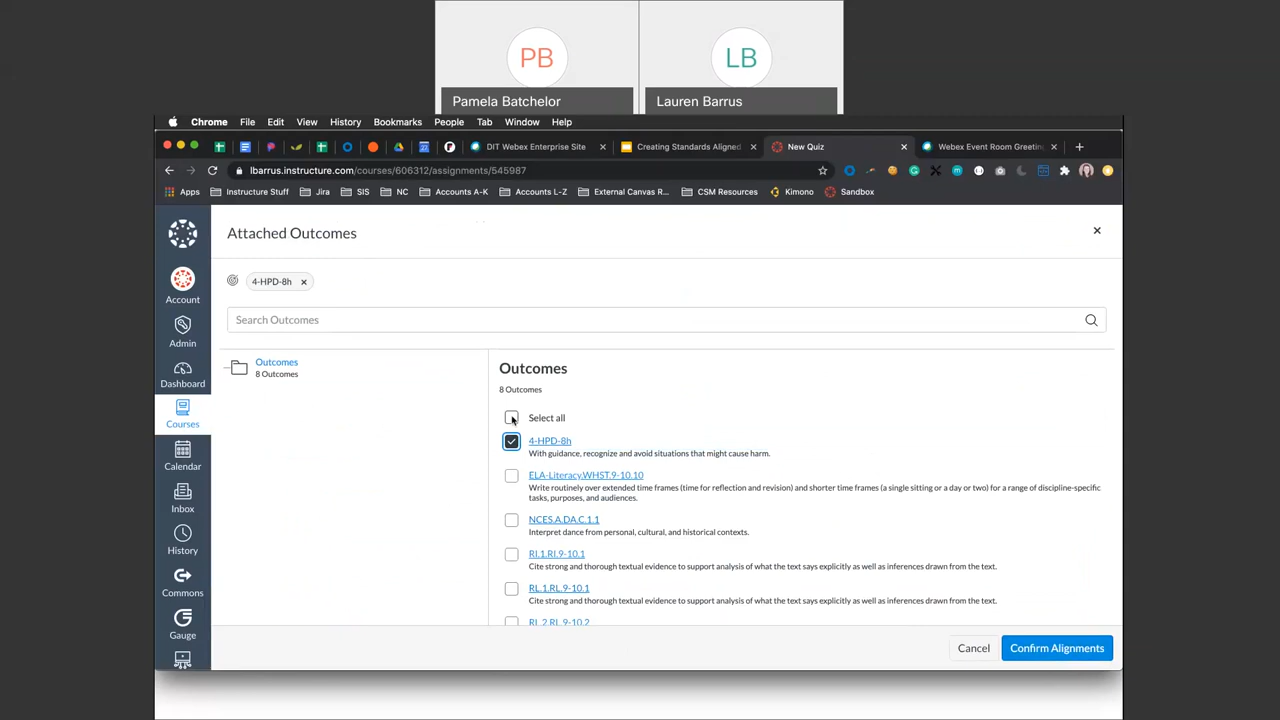 PB
LB
Pamela Batchelor
Lauren Barrus
Chrome File Edit View History Bookmarks People Tab Window Help
DIT Webex Enterprise Site
Creating Standards Aligned
New Quiz
Webex Event Room Greeting
lbarrus.instructure.com/courses/606312/assignments/545987
Apps Instructure Stuff Jira SIS NC Accounts A-K Accounts L-Z External Canvas R... CSM Resources Kimono Sandbox
Account
Admin
Dashboard
Courses
Calendar
Inbox
History
Commons
Gauge
Attached Outcomes
4-HPD-8h
Search Outcomes
Outcomes
8 Outcomes
Outcomes
8 Outcomes
Select all
4-HPD-8h
With guidance, recognize and avoid situations that might cause harm.
ELA-Literacy.WHST.9-10.10
Write routinely over extended time frames (time for reflection and revision) and shorter time frames (a single sitting or a day or two) for a range of discipline-specific
tasks, purposes, and audiences.
NCES.A.DA.C.1.1
Interpret dance from personal, cultural, and historical contexts.
RI.1.RI.9-10.1
Cite strong and thorough textual evidence to support analysis of what the text says explicitly as well as inferences drawn from the text.
RL.1.RL.9-10.1
Cite strong and thorough textual evidence to support analysis of what the text says explicitly as well as inferences drawn from the text.
RL.2.RL.9-10.2
Cancel
Confirm Alignments